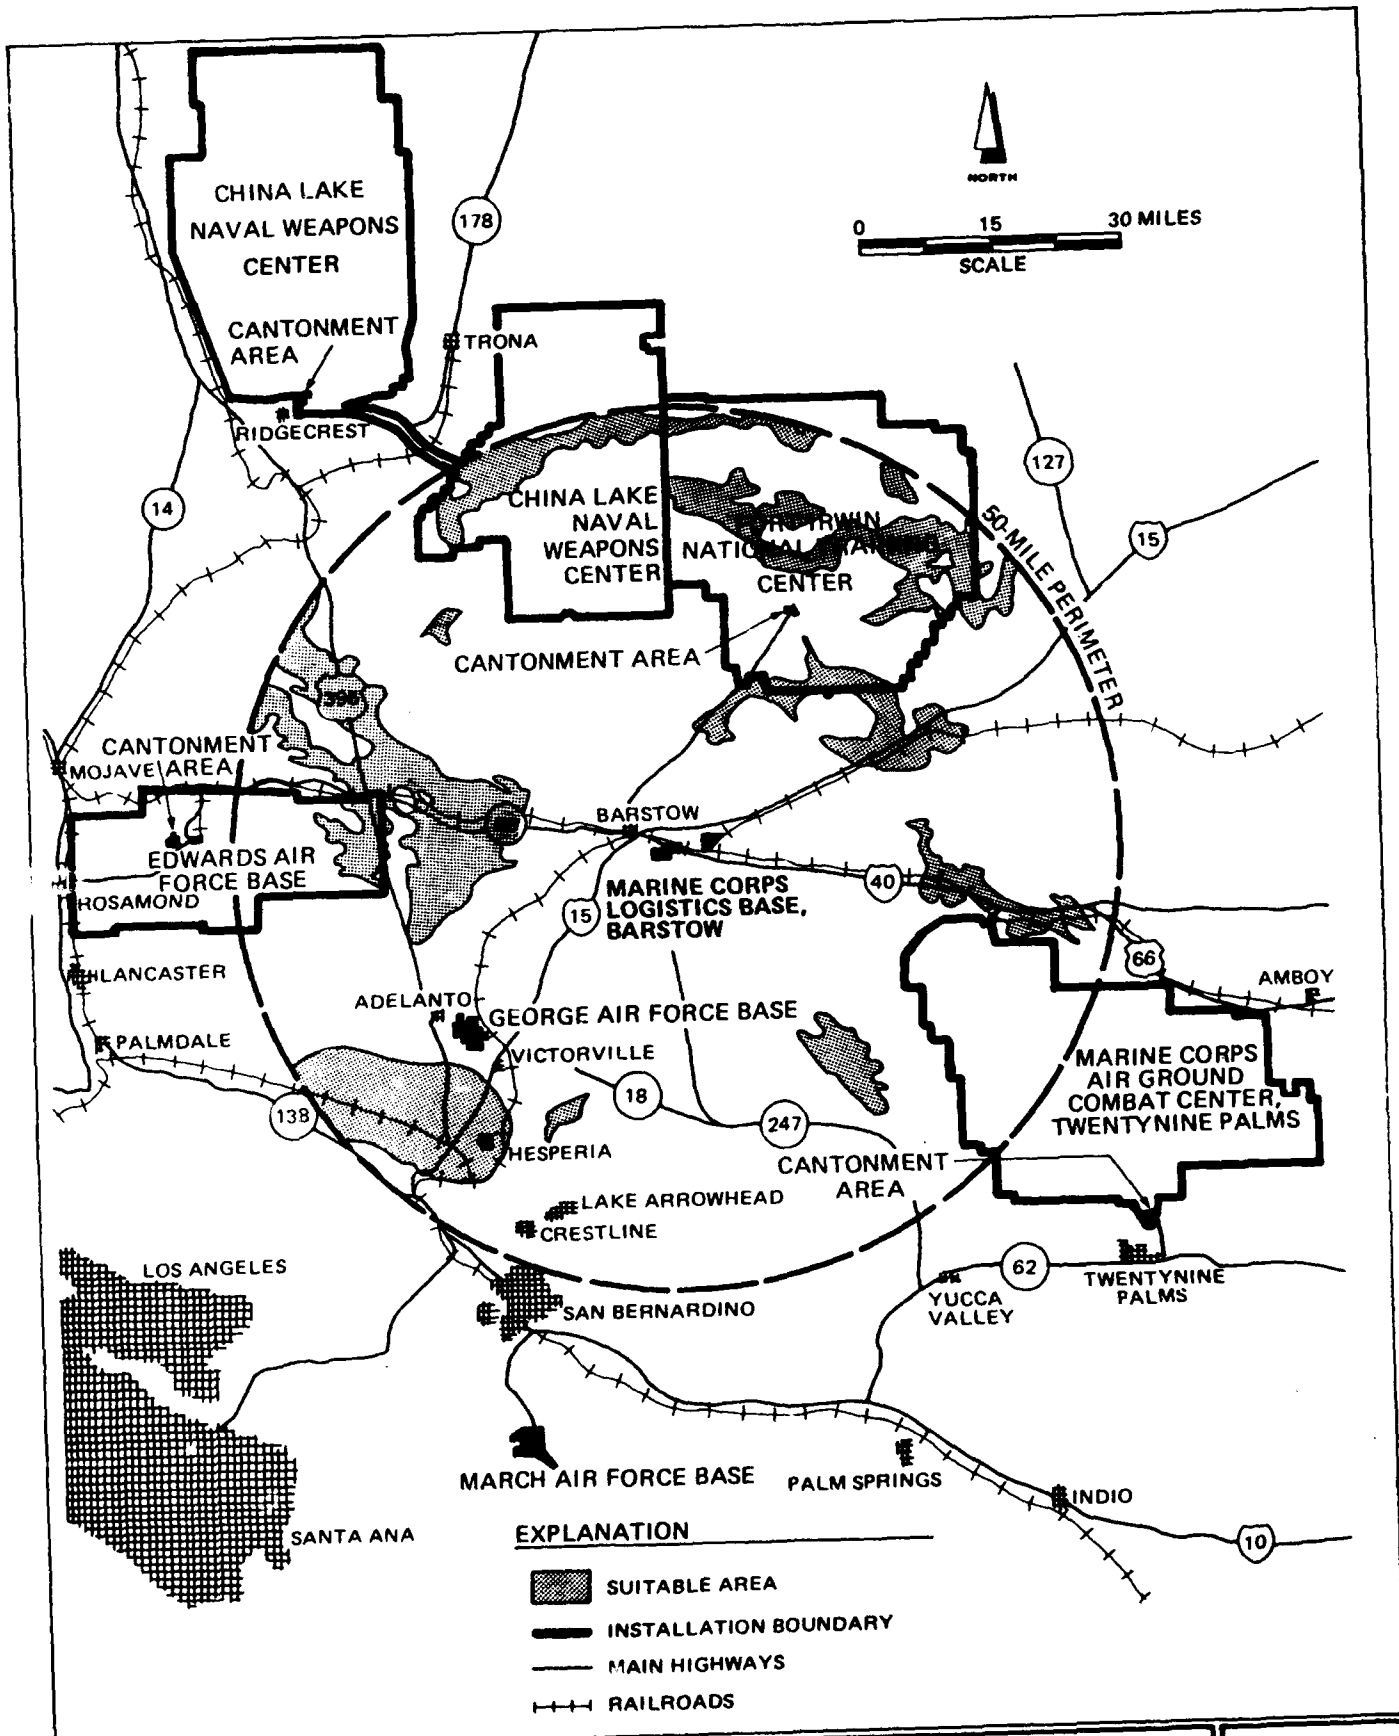 CHINA LAKE
NAVAL WEAPONS
CENTER
178
NORTH
0 15 30 MILES
SCALE
CANTONMENT
AREA
TRONA
RIDGECREST
127
14
15
CHINA LAKE
NAVAL
WEAPONS
CENTER
FORT IRWIN
NATIONAL TRAINING
CENTER
50-MILE PERIMETER
CANTONMENT AREA
395
CANTONMENT
AREA
MOJAVE
BARSTOW
EDWARDS AIR
FORCE BASE
ROSAMOND
40
15
MARINE CORPS
LOGISTICS BASE,
BARSTOW
66
LANCASTER
AMBOY
ADELANTO
GEORGE AIR FORCE BASE
PALMDALE
VICTORVILLE
MARINE CORPS
AIR GROUND
COMBAT CENTER,
TWENTYNINE PALMS
18
138
247
HESPERIA
CANTONMENT
AREA
LAKE ARROWHEAD
CRESTLINE
LOS ANGELES
62
TWENTYNINE
PALMS
YUCCA
VALLEY
SAN BERNARDINO
MARCH AIR FORCE BASE
PALM SPRINGS
INDIO
SANTA ANA
10
EXPLANATION
SUITABLE AREA
INSTALLATION BOUNDARY
MAIN HIGHWAYS
RAILROADS